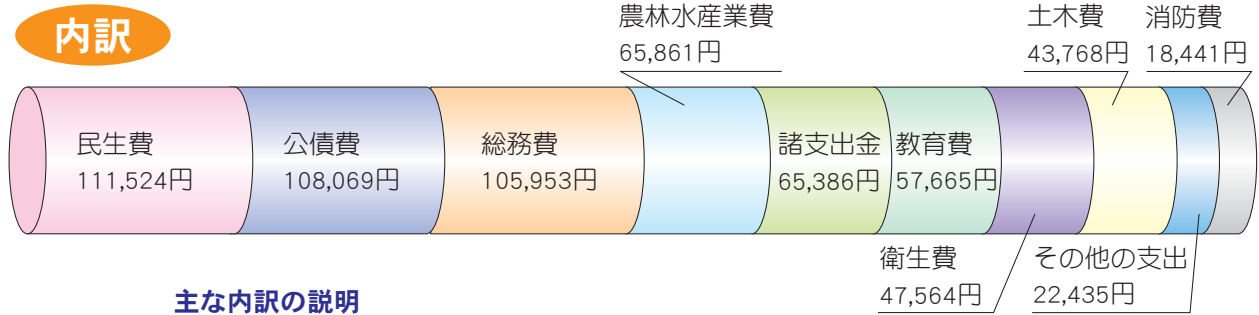 内訳
農林水産業費
65,861円
土木費
43,768円
消防費
18,441円
民生費
111,524円
公債費
108,069円
総務費
105,953円
諸支出金
65,386円
教育費
57,665円
衛生費
47,564円
その他の支出
22,435円
主な内訳の説明